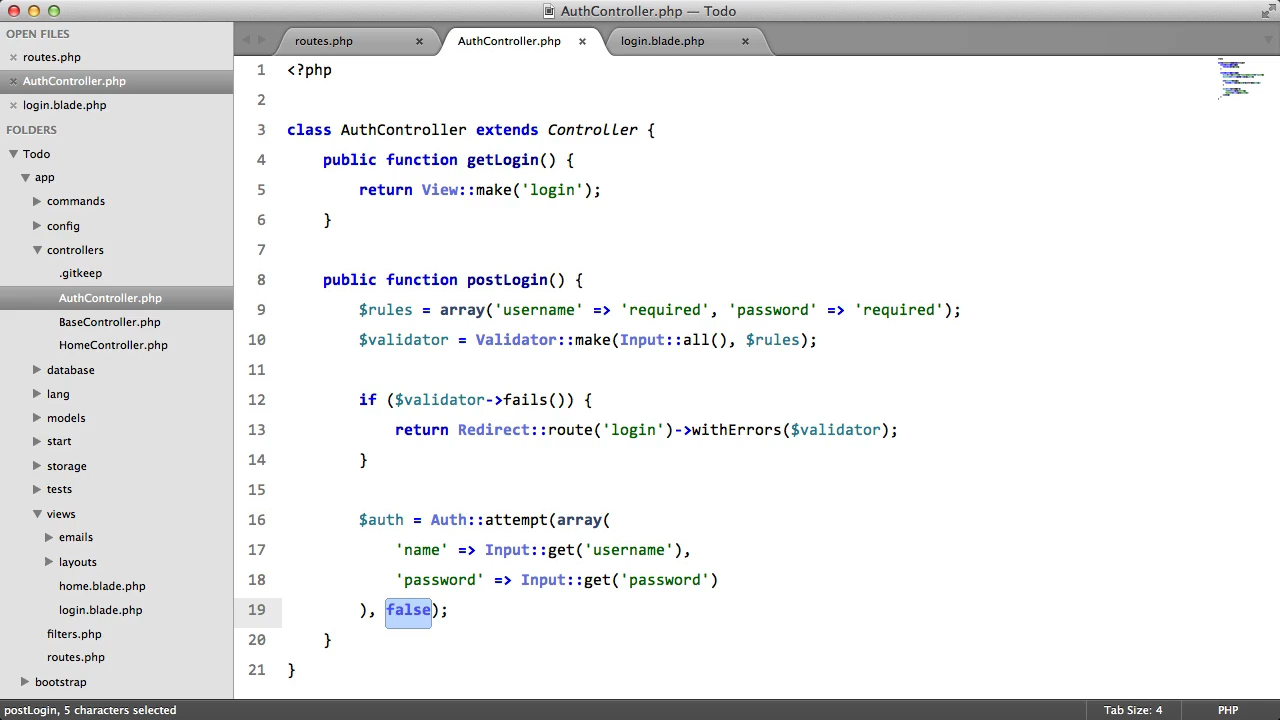 AuthController.php — Todo
OPEN FILES
routes.php
AuthController.php
login.blade.php
FOLDERS
Todo
app
commands
config
controllers
.gitkeep
AuthController.php
BaseController.php
HomeController.php
database
lang
models
start
storage
tests
views
emails
layouts
home.blade.php
login.blade.php
filters.php
routes.php
bootstrap
routes.php AuthController.php login.blade.php
1 <?php
2
3 class AuthController extends Controller {
4 public function getLogin() {
5 return View::make('login');
6 }
7
8 public function postLogin() {
9 $rules = array('username' => 'required', 'password' => 'required');
10 $validator = Validator::make(Input::all(), $rules);
11
12 if ($validator->fails()) {
13 return Redirect::route('login')->withErrors($validator);
14 }
15
16 $auth = Auth::attempt(array(
17 'name' => Input::get('username'),
18 'password' => Input::get('password')
19 ), false);
20 }
21 }
postLogin, 5 characters selected
Tab Size: 4 PHP